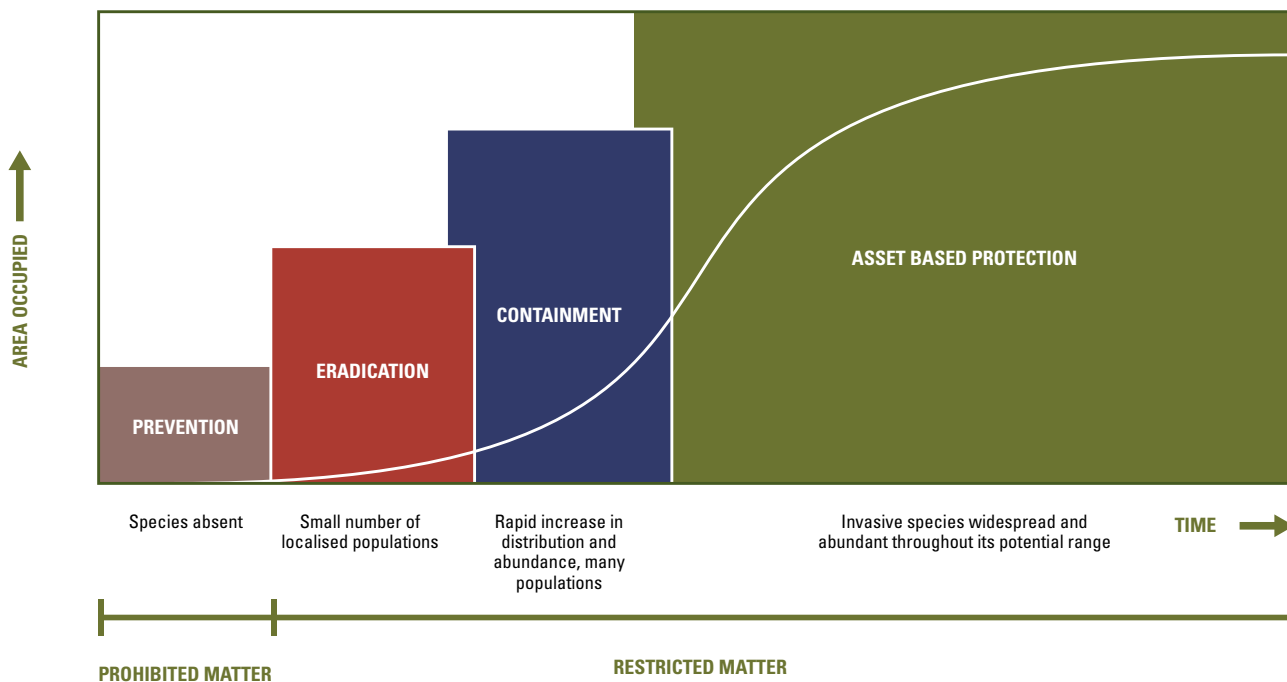 AREA OCCUPIED
PREVENTION
ERADICATION
CONTAINMENT
ASSET BASED PROTECTION
Species absent
Small number of
localised populations
Rapid increase in
distribution and
abundance, many
populations
Invasive species widespread and
abundant throughout its potential range
TIME
PROHIBITED MATTER
RESTRICTED MATTER